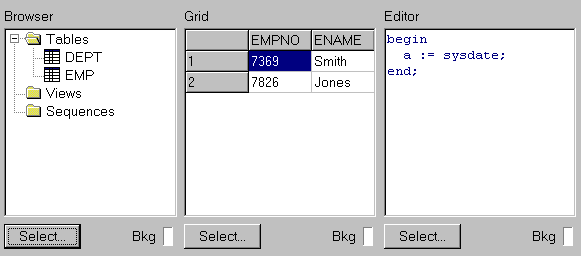 Browser
Tables
DEPT
EMP
Views
Sequences
Select...
Bkg
Grid
EMPNO ENAME
1 7369 Smith
2 7826 Jones
Select...
Bkg
Editor
begin
a := sysdate;
end;
Select...
Bkg